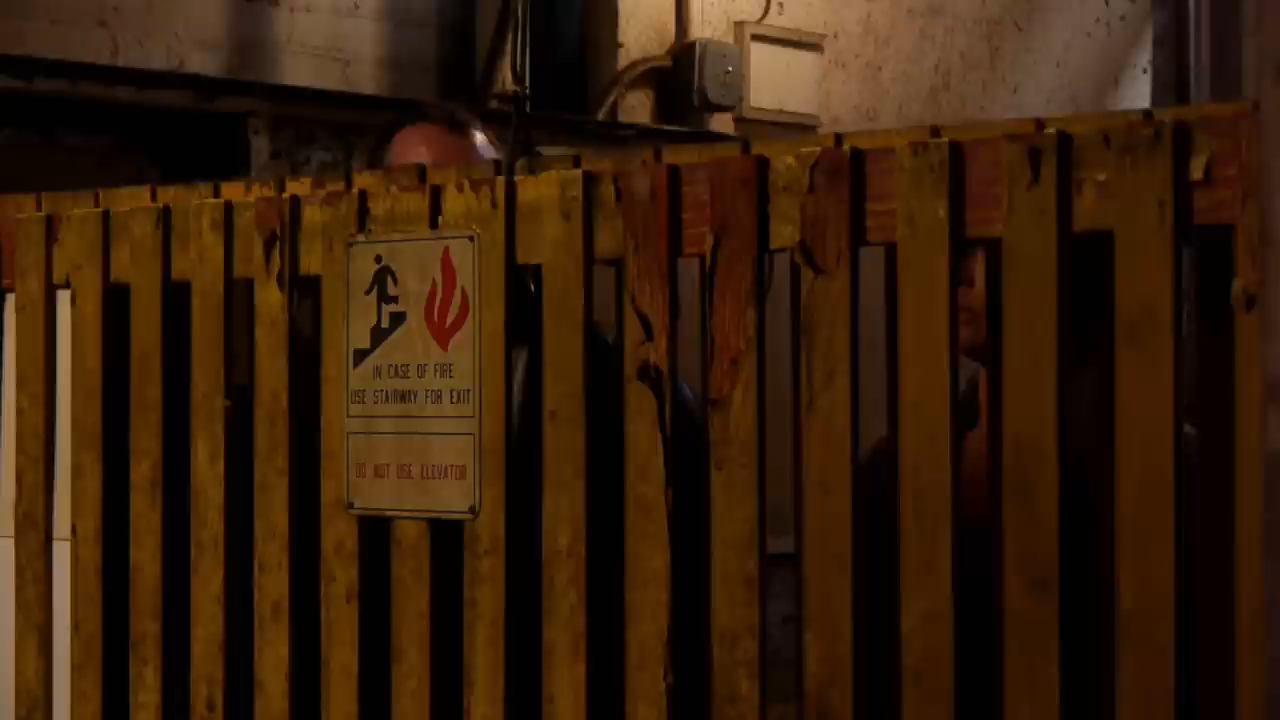 IN CASE OF FIRE
USE STAIRWAY FOR EXIT
DO NOT USE ELEVATOR